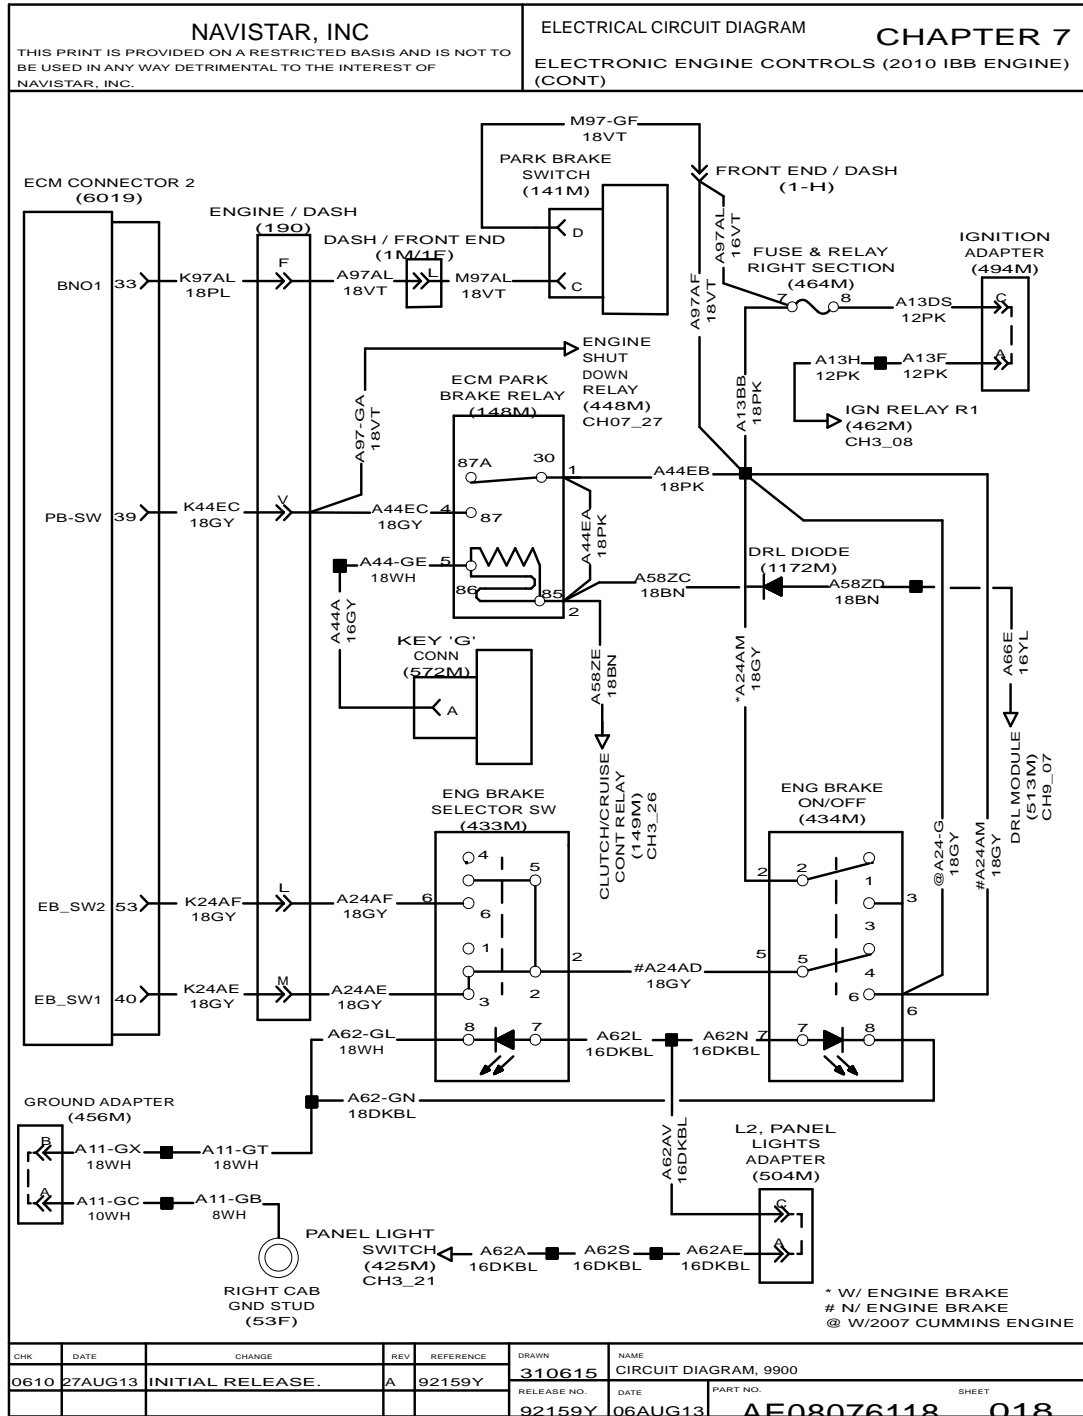 NAVISTAR, INC
THIS PRINT IS PROVIDED ON A RESTRICTED BASIS AND IS NOT TO
BE USED IN ANY WAY DETRIMENTAL TO THE INTEREST OF
NAVISTAR, INC.
ELECTRICAL CIRCUIT DIAGRAM
CHAPTER 7
ELECTRONIC ENGINE CONTROLS (2010 IBB ENGINE)
(CONT)
M97-GF
18VT
PARK BRAKE
SWITCH
(141M)
D
C
FRONT END / DASH
(1-H)
ECM CONNECTOR 2
(6019)
ENGINE / DASH
(190)
DASH / FRONT END
(1M/1F)
BNO1
33
K97AL
18PL
F
A97AL
18VT
L
M97AL
18VT
A97AL
16VT
A97AF
18VT
FUSE & RELAY
RIGHT SECTION
(464M)
7
8
IGNITION
ADAPTER
(494M)
A13DS
12PK
C
A13H
12PK
A13F
12PK
A
A13BB
18PK
IGN RELAY R1
(462M)
CH3_08
ENGINE
SHUT
DOWN
RELAY
(448M)
CH07_27
A97-GA
18VT
ECM PARK
BRAKE RELAY
(148M)
87A
30
1
A44EB
18PK
PB-SW
39
K44EC
18GY
V
A44EC
18GY
4
87
A44EA
18PK
A44-GE
18WH
5
86
85
2
A44A
16GY
A58ZC
18BN
DRL DIODE
(1172M)
A58ZD
18BN
KEY 'G'
CONN
(572M)
A
A58ZE
18BN
CLUTCH/CRUISE
CONT RELAY
(149M)
CH3_26
*A24AM
18GY
A66E
16YL
DRL MODULE
(513M)
CH9_07
@A24-G
18GY
#A24AM
18GY
ENG BRAKE
SELECTOR SW
(433M)
4
5
6
1
3
2
2
ENG BRAKE
ON/OFF
(434M)
2
2
1
3
3
5
5
4
6
6
EB_SW2
53
K24AF
18GY
L
A24AF
18GY
6
EB_SW1
40
K24AE
18GY
M
A24AE
18GY
#A24AD
18GY
A62-GL
18WH
8
7
A62L
16DKBL
A62N
16DKBL
7
7
8
A62-GN
18DKBL
GROUND ADAPTER
(456M)
B
A11-GX
18WH
A11-GT
18WH
A
A11-GC
10WH
A11-GB
8WH
RIGHT CAB
GND STUD
(53F)
A62AV
16DKBL
L2, PANEL
LIGHTS
ADAPTER
(504M)
C
A
PANEL LIGHT
SWITCH
(425M)
CH3_21
A62A
16DKBL
A62S
16DKBL
A62AE
16DKBL
* W/ ENGINE BRAKE
# N/ ENGINE BRAKE
@ W/2007 CUMMINS ENGINE
CHK DATE CHANGE REV REFERENCE
0610 27AUG13 INITIAL RELEASE. A 92159Y
DRAWN
310615
NAME
CIRCUIT DIAGRAM, 9900
RELEASE NO.
92159Y
DATE
06AUG13
PART NO.
AE08076118
SHEET
018